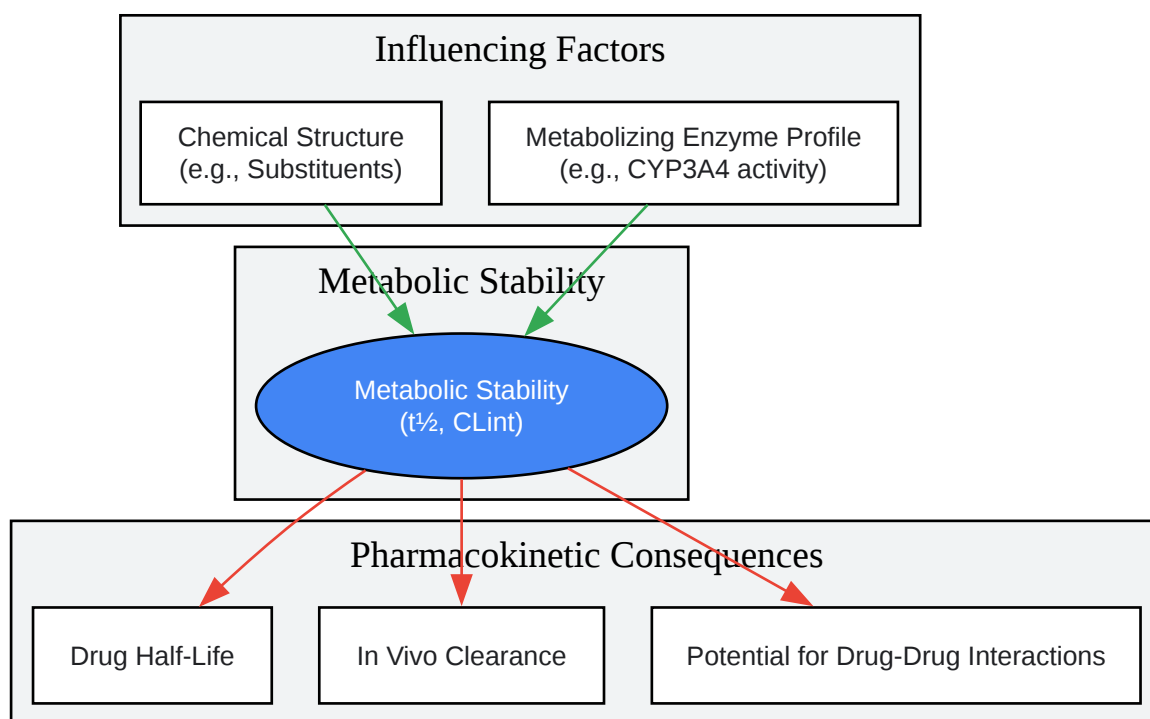 Influencing Factors
Chemical Structure
(e.g., Substituents)
Metabolizing Enzyme Profile
(e.g., CYP3A4 activity)
Metabolic Stability
Metabolic Stability
(t½, CLint)
Pharmacokinetic Consequences
Drug Half-Life
In Vivo Clearance
Potential for Drug-Drug Interactions